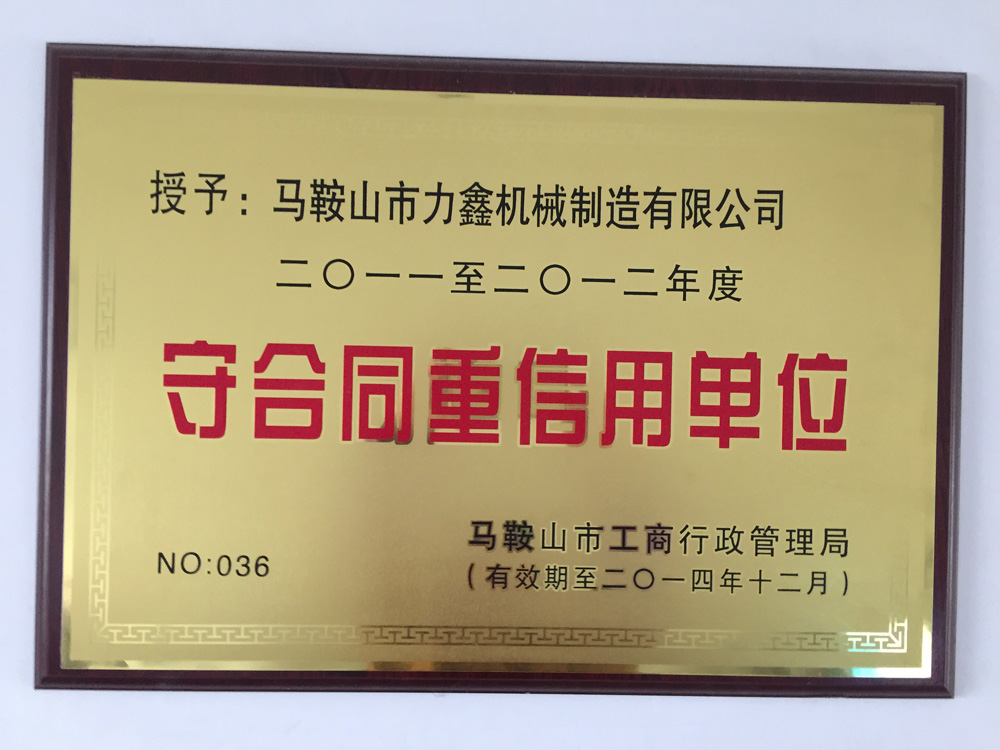 授予：马鞍山市力鑫机械制造有限公司
二〇一一至二〇一二年度
守合同重信用单位
马鞍山市工商行政管理局
NO:036
（有效期至二〇一四年十二月）